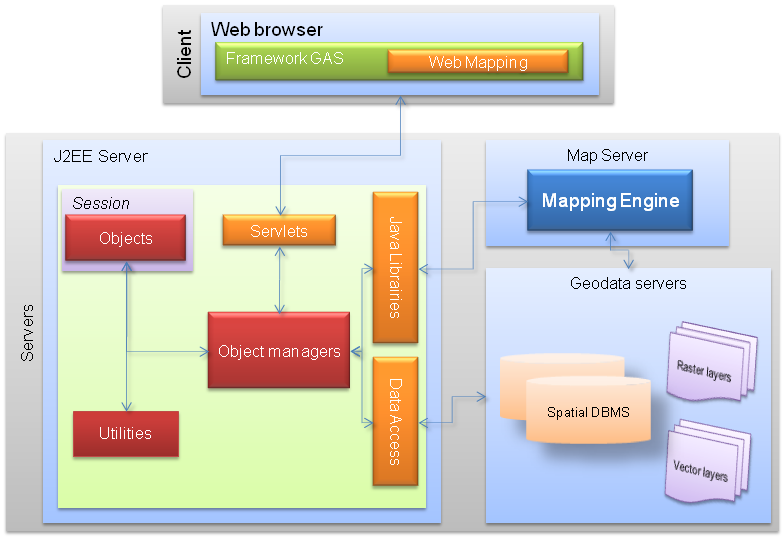 Client
Web browser
Framework GAS
Web Mapping
Servers
J2EE Server
Session
Objects
Servlets
Java Librairies
Object managers
Data Access
Utilities
Map Server
Mapping Engine
Geodata servers
Raster layers
Spatial DBMS
Vector layers